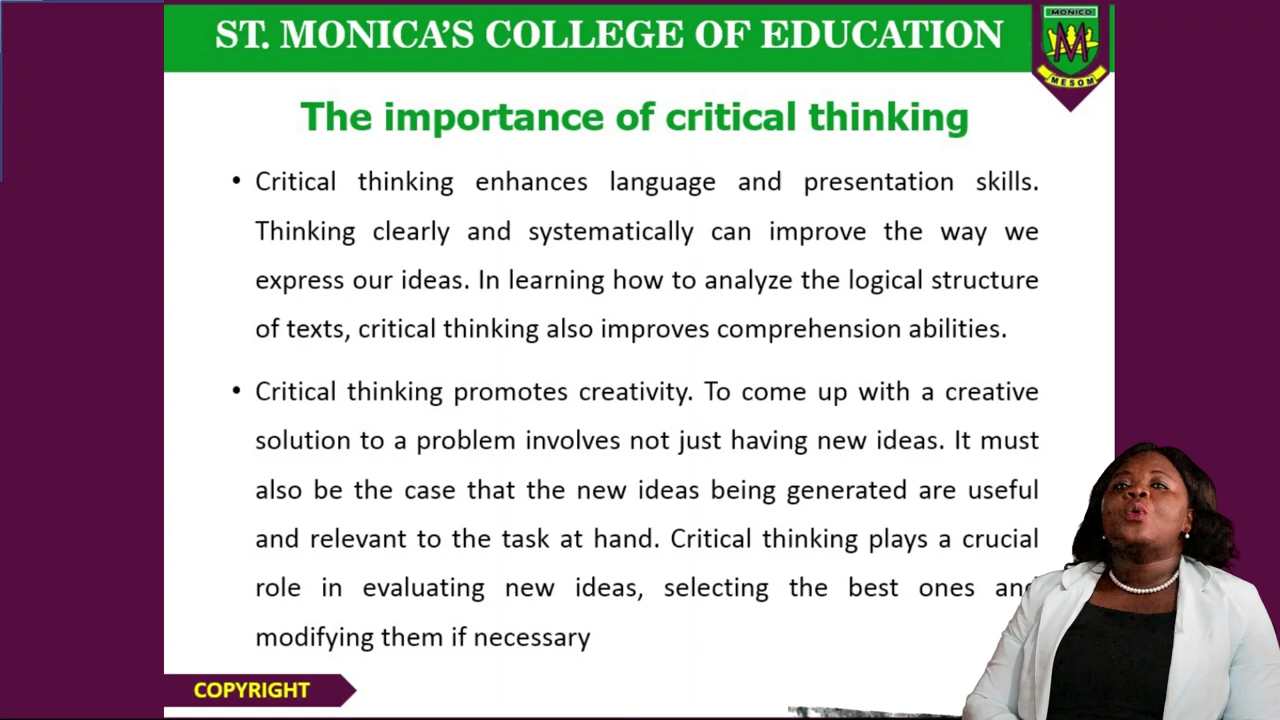 ST. MONICA'S COLLEGE OF EDUCATION
MONICO
M
MESOM
The importance of critical thinking
• Critical thinking enhances language and presentation skills.
Thinking clearly and systematically can improve the way we
express our ideas. In learning how to analyze the logical structure
of texts, critical thinking also improves comprehension abilities.
• Critical thinking promotes creativity. To come up with a creative
solution to a problem involves not just having new ideas. It must
also be the case that the new ideas being generated are useful
and relevant to the task at hand. Critical thinking plays a crucial
role in evaluating new ideas, selecting the best ones and
modifying them if necessary
COPYRIGHT